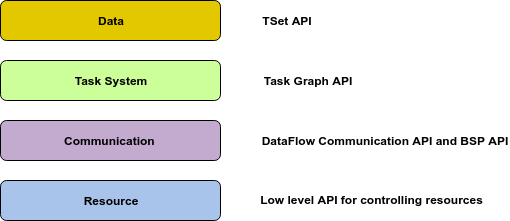 Data
TSet API
Task System
Task Graph API
Communication
DataFlow Communication API and BSP API
Resource
Low level API for controlling resources